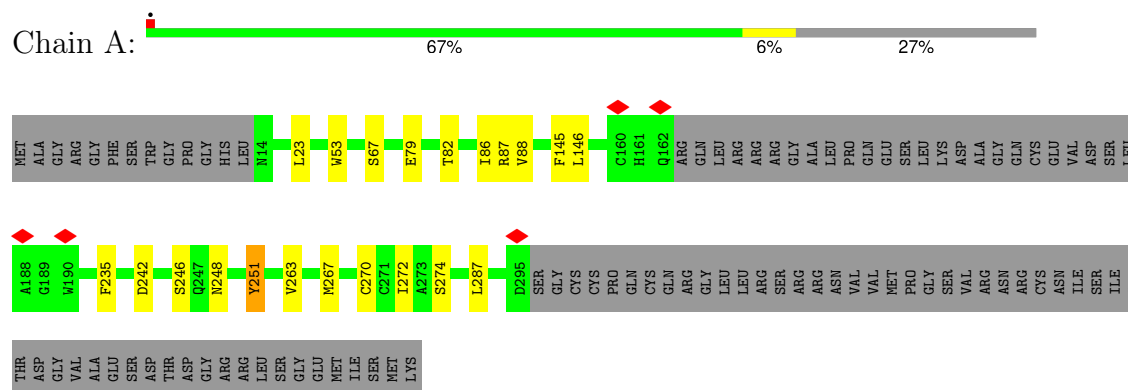 Chain A:
67% 6% 27%
MET ALA GLY ARG GLY PHE SER TRP GLY PRO GLY HIS LEU N14 L23 W53 S67 E79 T82 I86 R87 V88 F145 L146 C160 H161 Q162 ARG GLN LEU ARG ARG ARG GLY ALA LEU PRO GLN GLU SER LEU LYS ASP ALA GLY GLN CYS GLU VAL ASP SER LEU
A188 G189 W190 F235 D242 S246 Q247 N248 Y251 V263 M267 C270 C271 I272 A273 S274 L287 D295 SER GLY CYS CYS PRO GLN CYS GLN ARG GLY LEU LEU ARG SER ARG ARG ASN VAL VAL MET PRO GLY SER VAL ARG ASN ARG CYS ASN ILE SER ILE
THR ASP GLY VAL ALA GLU SER ASP THR ASP GLY ARG ARG LEU SER GLY GLU MET ILE SER MET LYS